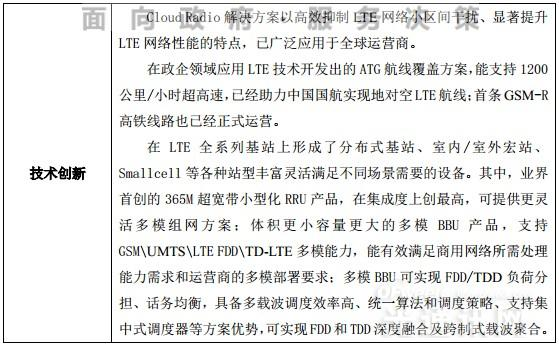 面 向 政 府 服 务 决 策
Cloud Radio 解决方案以高效抑制 LTE 网络小区间干扰、显著提升
LTE 网络性能的特点，已广泛应用于全球运营商。
在政企领域应用 LTE 技术开发出的 ATG 航线覆盖方案，能支持 1200
公里/小时超高速，已经助力中国国航实现地对空 LTE 航线；首条 GSM-R
高铁线路也已经正式运营。
技术创新
在 LTE 全系列基站上形成了分布式基站、室内/室外宏站、
Smallcell 等各种站型丰富灵活满足不同场景需要的设备。其中，业界
首创的 365M 超宽带小型化 RRU 产品，在集成度上创最高，可提供更灵
活多模组网方案；体积更小容量更大的多模 BBU 产品，支持
GSM\UMTS\LTE FDD\TD-LTE 多模能力，能有效满足商用网络所需处理
能力需求和运营商的多模部署要求；多模 BBU 可实现 FDD/TDD 负荷分
担、话务均衡，具备多载波调度效率高、统一算法和调度策略、支持集
中式调度器等方案优势，可实现 FDD 和 TDD 深度融合及跨制式载波聚合。